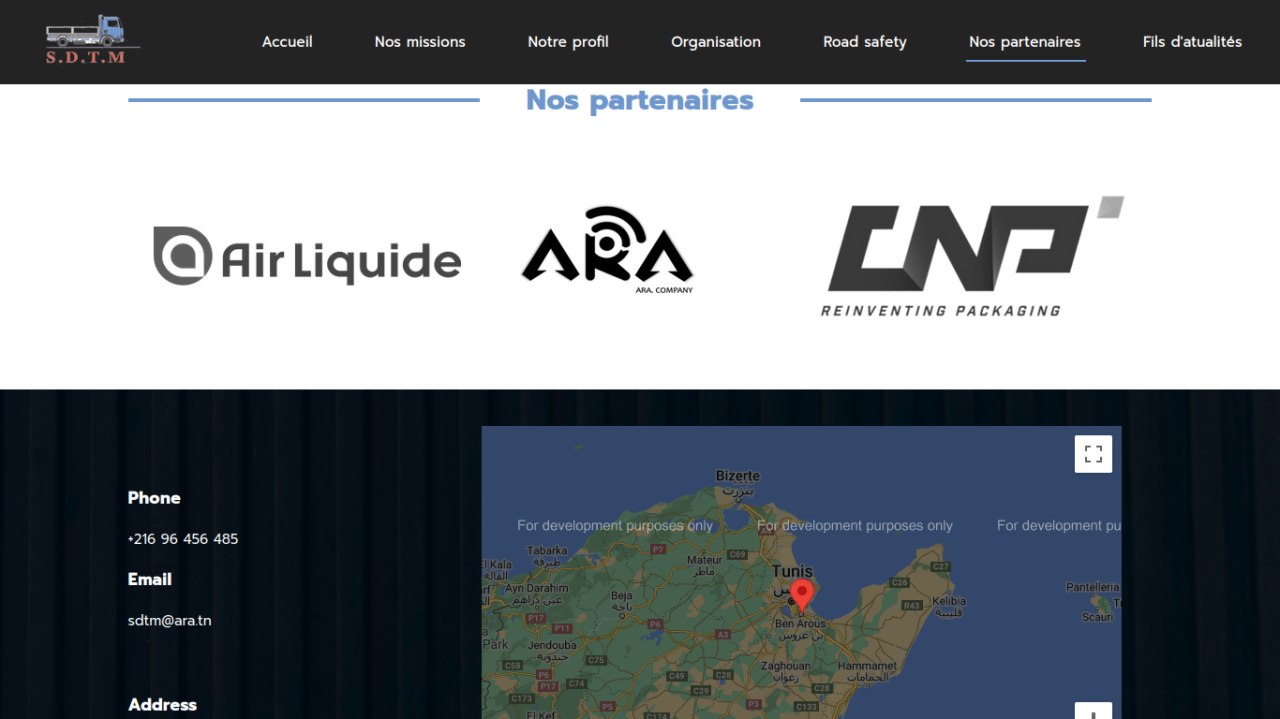 S.D.T.M
Accueil
Nos missions
Notre profil
Organisation
Road safety
Nos partenaires
Fils d'atualités
Nos partenaires
Air Liquide
ARA
ARA. COMPANY
CNP
REINVENTING PACKAGING
Phone
+216 96 456 485
Email
sdtm@ara.tn
Address
Bizerte
بنزرت
For development purposes only
For development purposes only
For development pu
Tabarka
طبرقة
P7
C69
Mateur
ماطر
Tunis
El Kala
القالة
Ayn Darahim
عين دراهم
Beja
باجة
P17
P11
P6
A3
Ben Arous
بن عروس
C26
C27
R43
Kelibia
قليبية
Pantelleria
Scauri
Park
Jendouba
جندوبة
C58
C75
P6
P17
C74
C49
C28
Zaghouan
زغوان
Hammamet
الحمامات
C173
C29
C28
P5
P3
C133
C174
El Kef